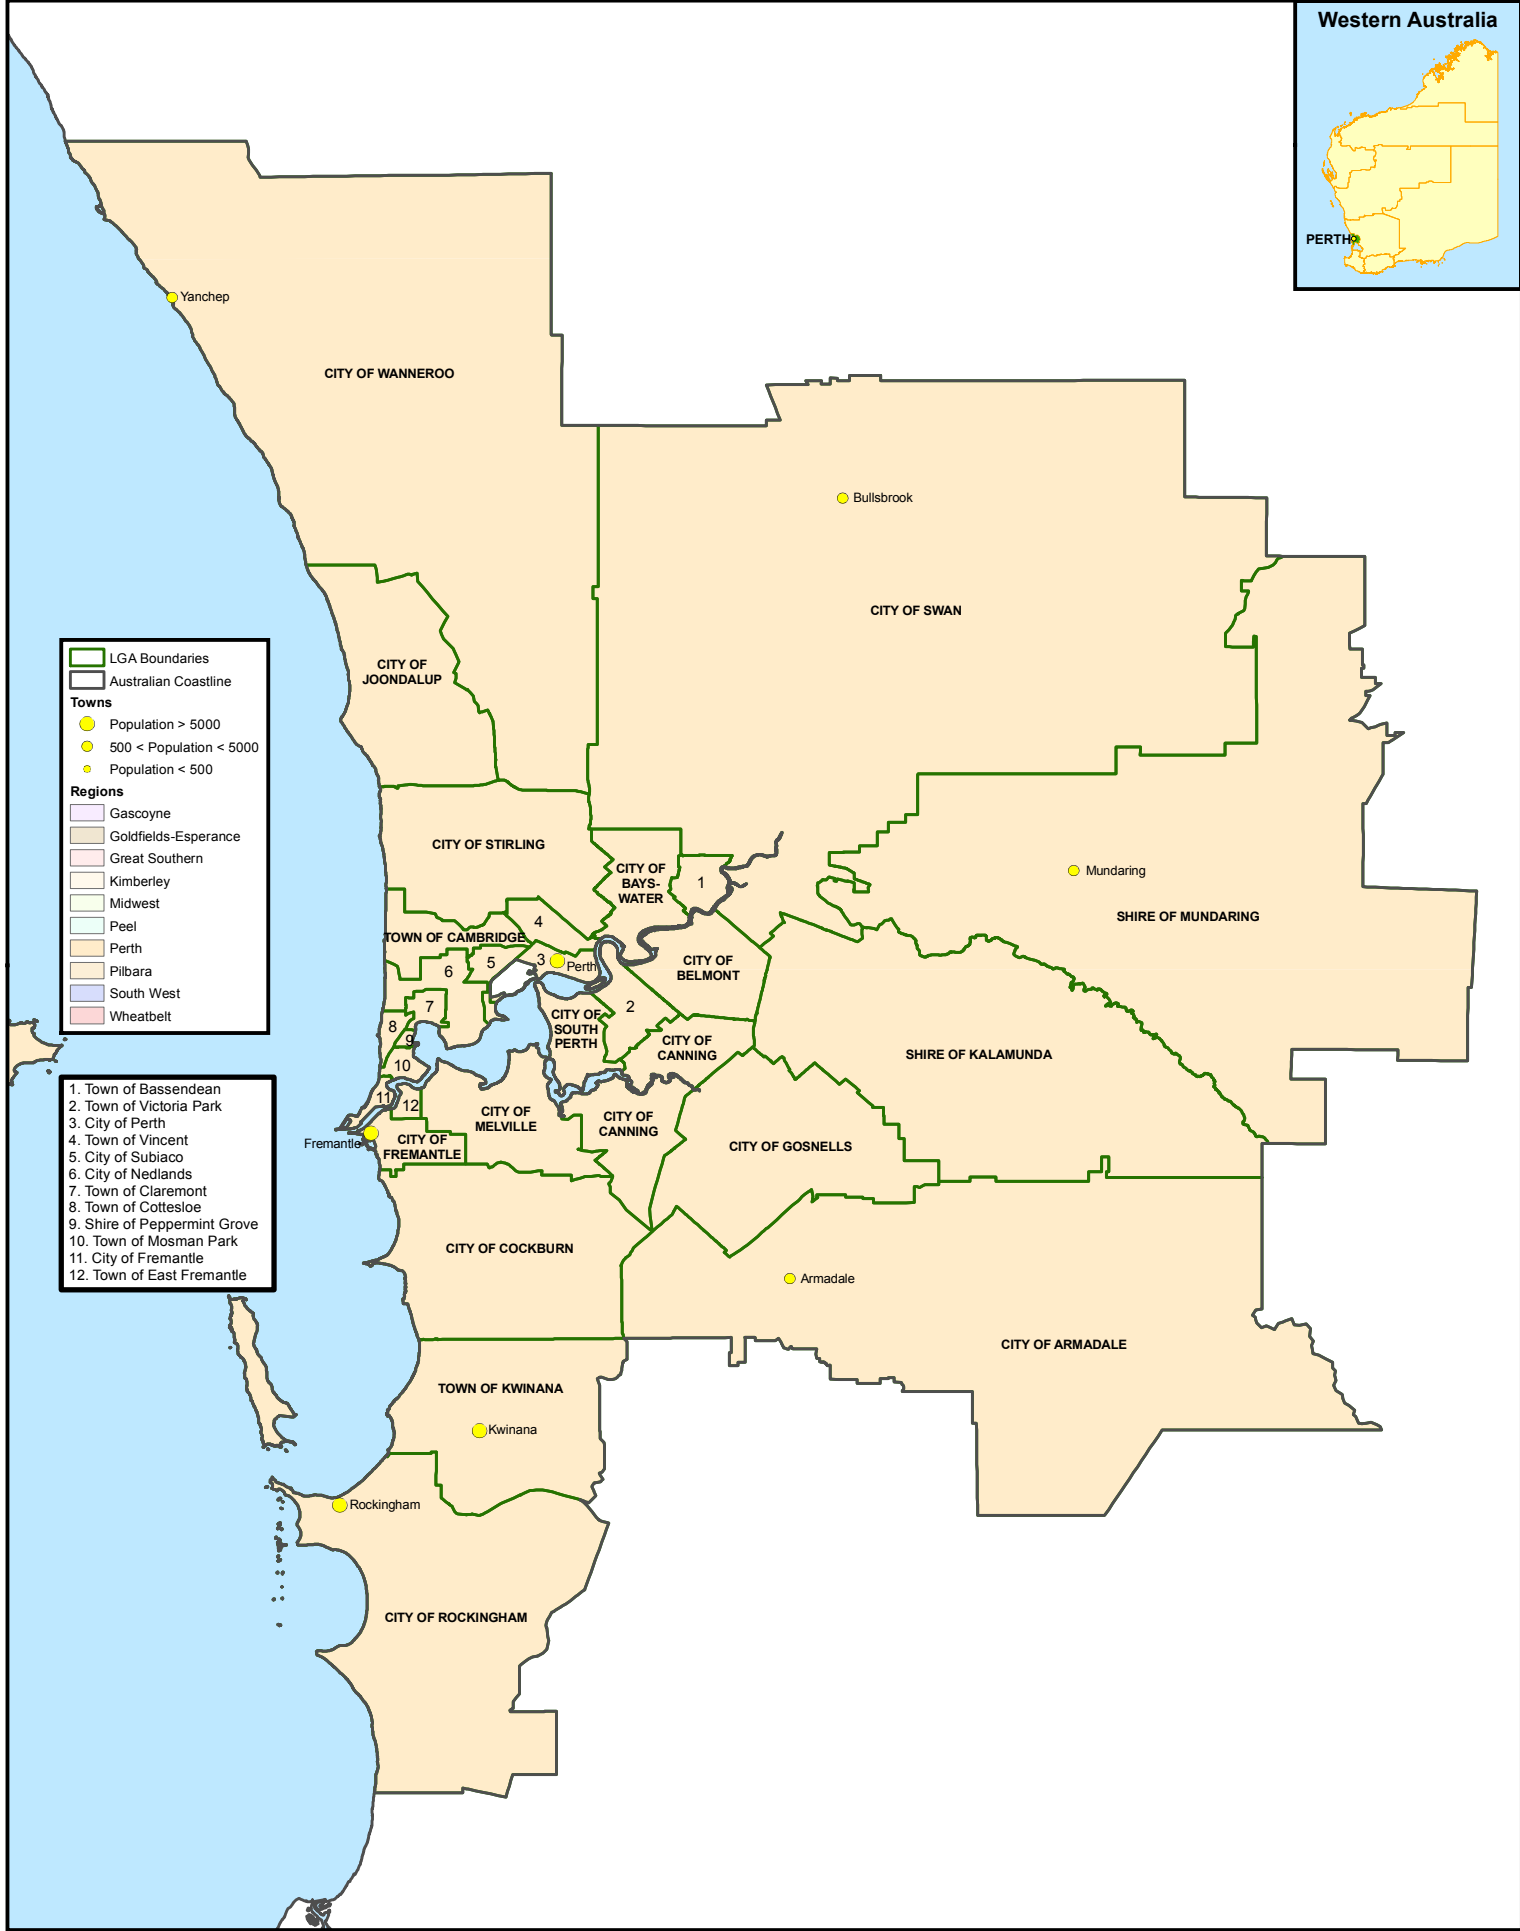 Western Australia
PERTH
Yanchep
CITY OF WANNEROO
Bullsbrook
CITY OF SWAN
CITY OF
JOONDALUP
LGA Boundaries
Australian Coastline
Towns
Population > 5000
500 < Population < 5000
Population < 500
Regions
Gascoyne
Goldfields-Esperance
Great Southern
Kimberley
Midwest
Peel
Perth
Pilbara
South West
Wheatbelt
CITY OF STIRLING
CITY OF
BAYS-
WATER
1
Mundaring
SHIRE OF MUNDARING
4
TOWN OF CAMBRIDGE
3
Perth
5
6
CITY OF
BELMONT
7
2
8
CITY OF
SOUTH
PERTH
9
CITY OF
CANNING
SHIRE OF KALAMUNDA
10
11
12
CITY OF
MELVILLE
CITY OF
CANNING
Fremantle
CITY OF
FREMANTLE
CITY OF GOSNELLS
1. Town of Bassendean
2. Town of Victoria Park
3. City of Perth
4. Town of Vincent
5. City of Subiaco
6. City of Nedlands
7. Town of Claremont
8. Town of Cottesloe
9. Shire of Peppermint Grove
10. Town of Mosman Park
11. City of Fremantle
12. Town of East Fremantle
CITY OF COCKBURN
Armadale
CITY OF ARMADALE
TOWN OF KWINANA
Kwinana
Rockingham
CITY OF ROCKINGHAM